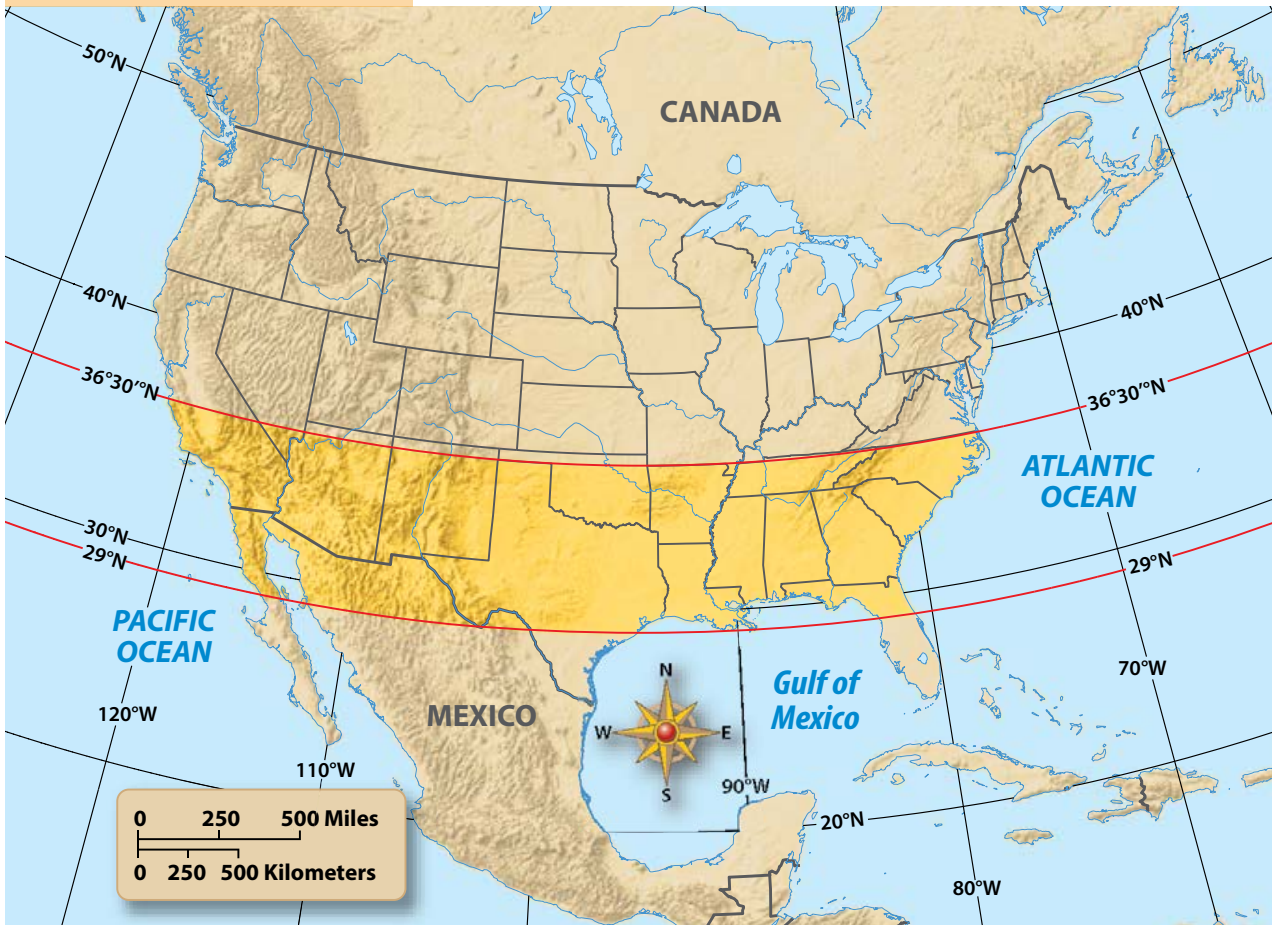 50°N
CANADA
40°N
40°N
36°30'N
36°30'N
ATLANTIC
OCEAN
30°N
29°N
29°N
PACIFIC
OCEAN
70°W
Gulf of
Mexico
N
W
E
S
120°W
MEXICO
110°W
90°W
20°N
80°W
0 250 500 Miles
0 250 500 Kilometers